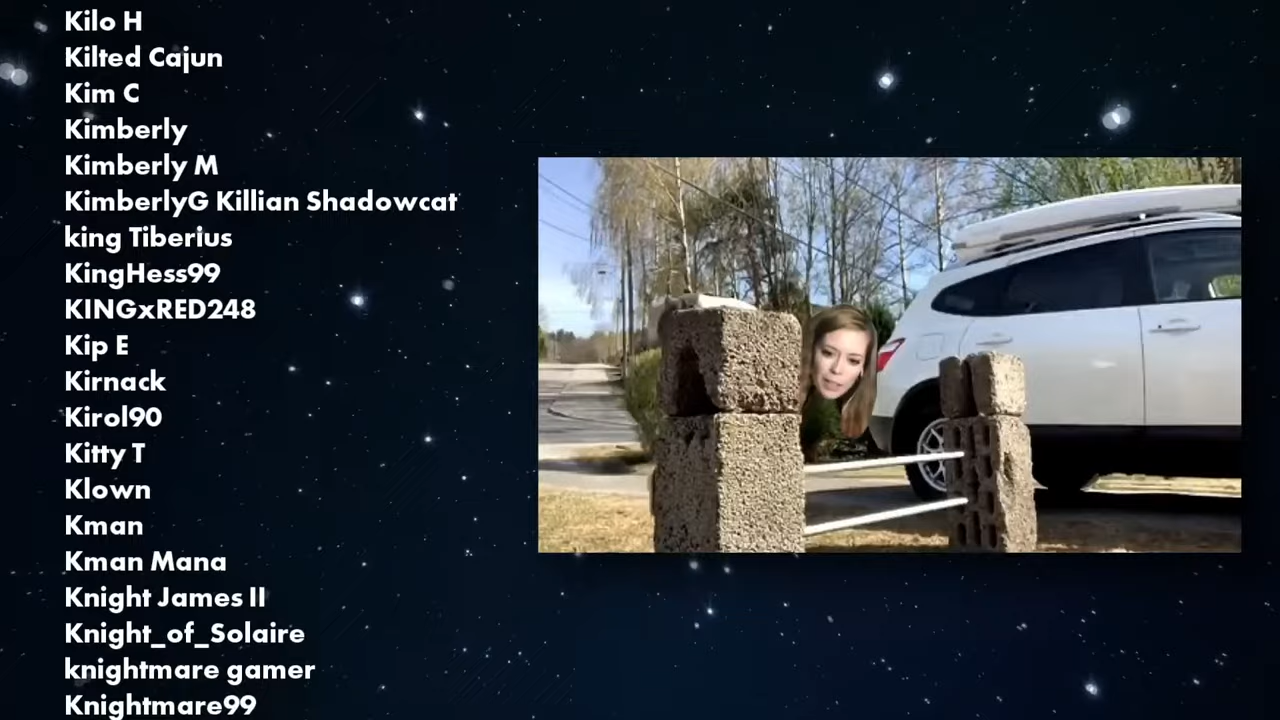 Kilo H
Kilted Cajun
Kim C
Kimberly
Kimberly M
KimberlyG Killian Shadowcat
king Tiberius
KingHess99
KINGxRED248
Kip E
Kirnack
Kirol90
Kitty T
Klown
Kman
Kman Mana
Knight James II
Knight_of_Solaire
knightmare gamer
Knightmare99